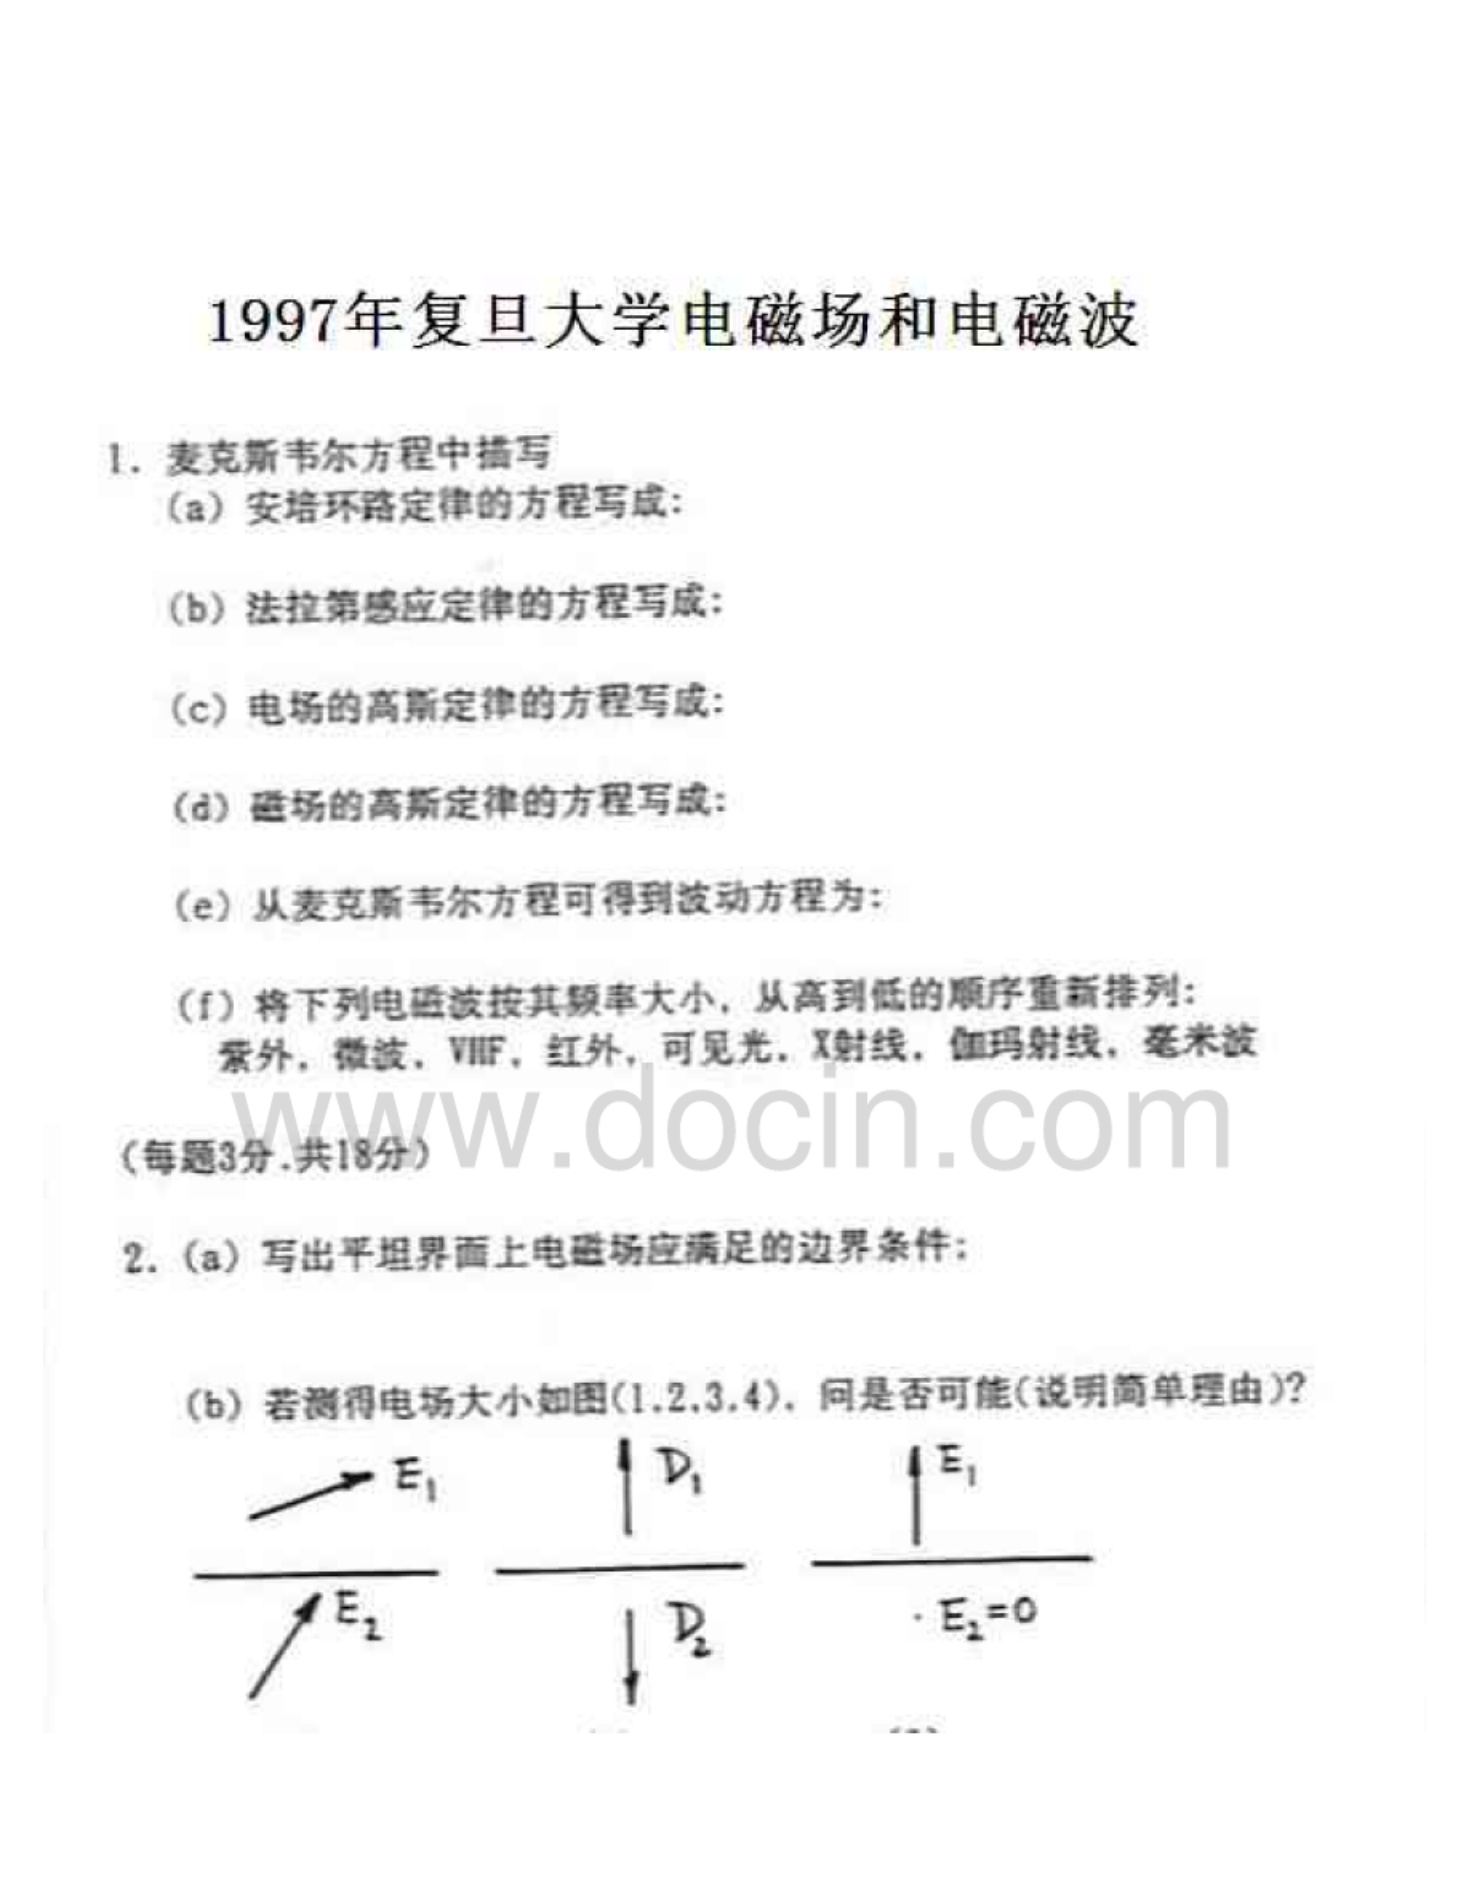 1997年复旦大学电磁场和电磁波
1. 麦克斯韦尔方程中描写
(a) 安培环路定律的方程写成:
(b) 法拉第感应定律的方程写成:
(c) 电场的高斯定律的方程写成:
(d) 磁场的高斯定律的方程写成:
(e) 从麦克斯韦尔方程可得到波动方程为:
(f) 将下列电磁波按其频率大小, 从高到低的顺序重新排列:
紫外, 微波, VHF, 红外, 可见光, X射线, 伽玛射线, 毫米波
www.docin.com
(每题3分.共18分)
2. (a) 写出平坦界面上电磁场应满足的边界条件;
(b) 若测得电场大小如图(1.2.3.4), 问是否可能(说明简单理由)?
E₁ D₁ E₁
E₂ D₂ E₂=0